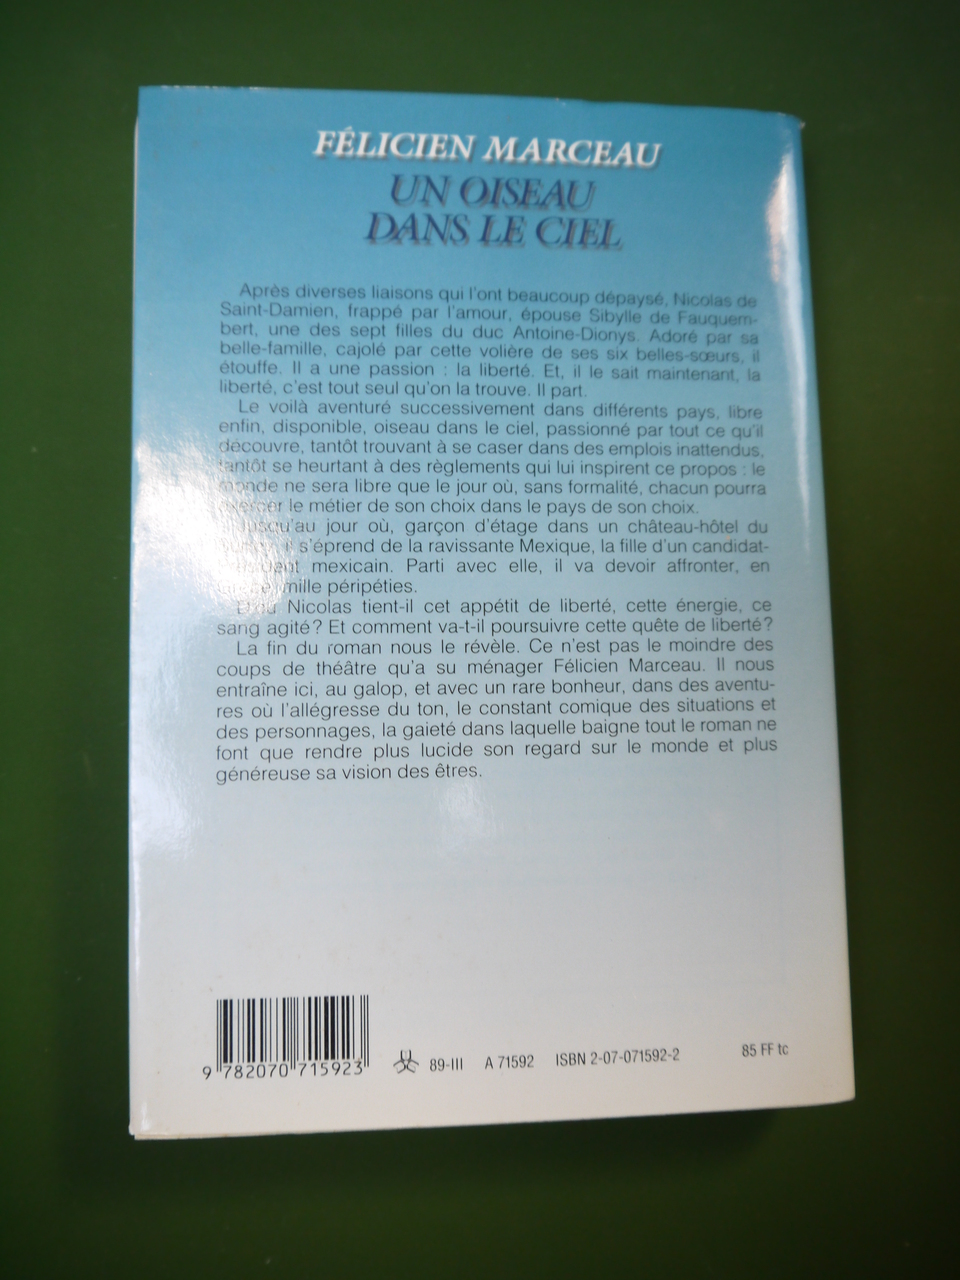 FÉLICIEN MARCEAU
UN OISEAU
DANS LE CIEL
Après diverses liaisons qui l'ont beaucoup dépaysé, Nicolas de
Saint-Damien, frappé par l'amour, épouse Sibylle de Fauquem-
bert, une des sept filles du duc Antoine-Dionys. Adoré par sa
belle-famille, cajolé par cette volière de ses six belles-sœurs, il
étouffe. Il a une passion : la liberté. Et, il le sait maintenant, la
liberté, c'est tout seul qu'on la trouve. Il part.
Le voilà aventuré successivement dans différents pays, libre
enfin, disponible, oiseau dans le ciel, passionné par tout ce qu'il
découvre, tantôt trouvant à se caser dans des emplois inattendus,
tantôt se heurtant à des règlements qui lui inspirent ce propos : le
monde ne sera libre que le jour où, sans formalité, chacun pourra
exercer le métier de son choix dans le pays de son choix.
Jusqu'au jour où, garçon d'étage dans un château-hôtel du
il s'éprend de la ravissante Mexique, la fille d'un candidat-
président mexicain. Parti avec elle, il va devoir affronter, en
mille péripéties.
D'où Nicolas tient-il cet appétit de liberté, cette énergie, ce
sang agité? Et comment va-t-il poursuivre cette quête de liberté?
La fin du roman nous le révèle. Ce n'est pas le moindre des
coups de théâtre qu'a su ménager Félicien Marceau. Il nous
entraîne ici, au galop, et avec un rare bonheur, dans des aventu-
res où l'allégresse du ton, le constant comique des situations et
des personnages, la gaieté dans laquelle baigne tout le roman ne
font que rendre plus lucide son regard sur le monde et plus
généreuse sa vision des êtres.
9 782070 715923
89-III A 71592 ISBN 2-07-071592-2 85 FF tc